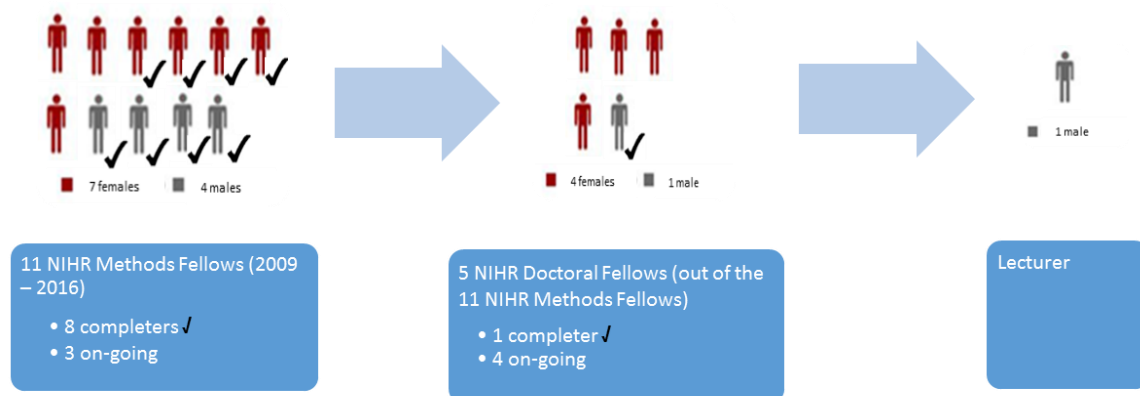 7 females
4 males
4 females
1 male
1 male
11 NIHR Methods Fellows (2009
– 2016)
• 8 completers √
• 3 on-going
5 NIHR Doctoral Fellows (out of the
11 NIHR Methods Fellows)
• 1 completer √
• 4 on-going
Lecturer